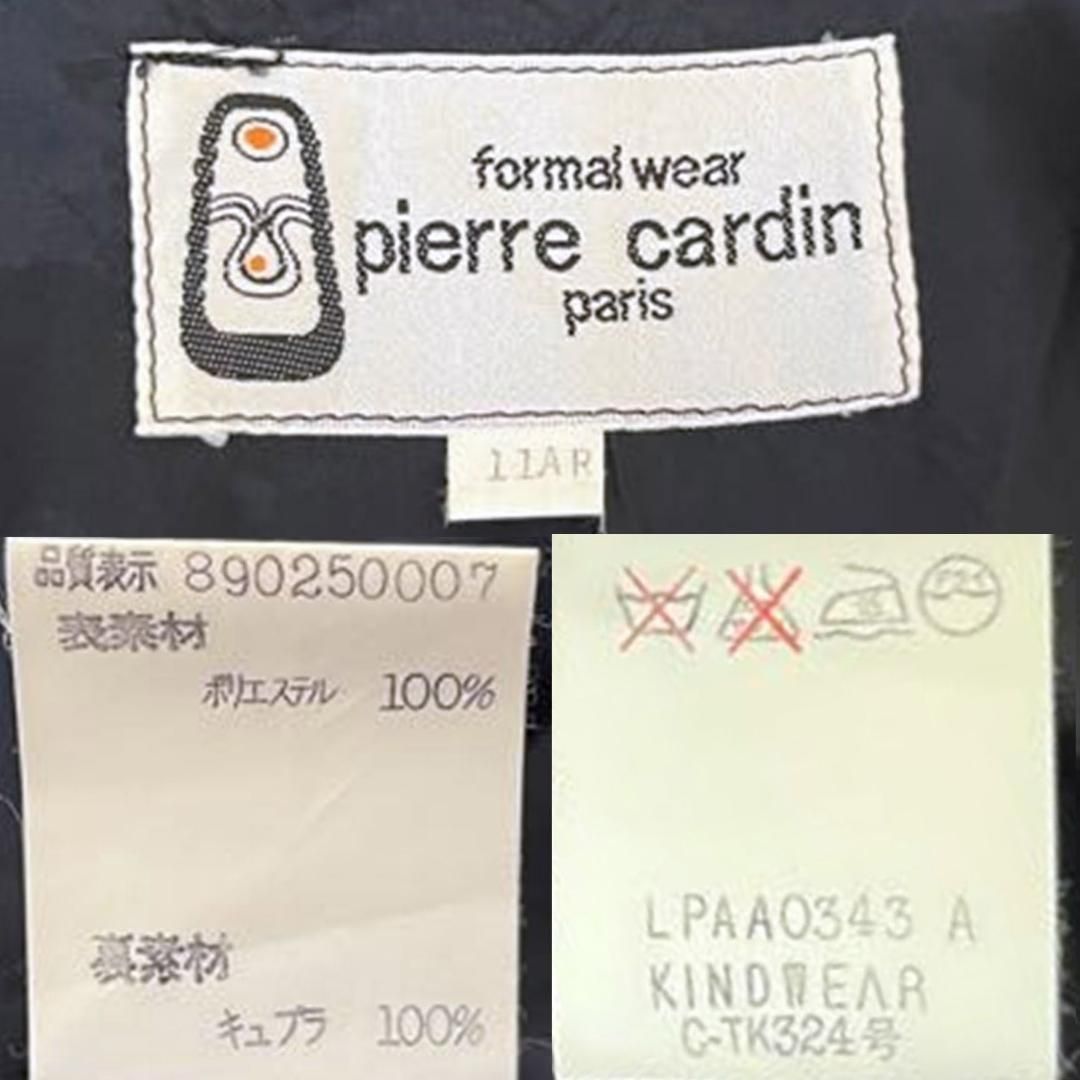 formal wear
pierre cardin
paris
11AR
品質表示 890250007
表素材
ポリエステル 100%
裏素材
キュプラ 100%
LPAA0343 A
KINDWEAR
C-TK324号